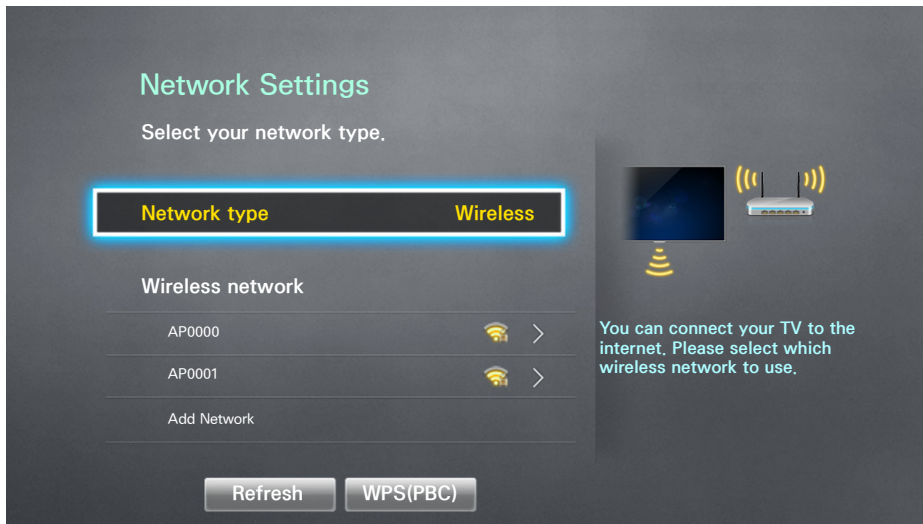 Network Settings
Select your network type.
Network type Wireless
Wireless network
AP0000
AP0001
Add Network
Refresh WPS(PBC)
You can connect your TV to the
internet. Please select which
wireless network to use.